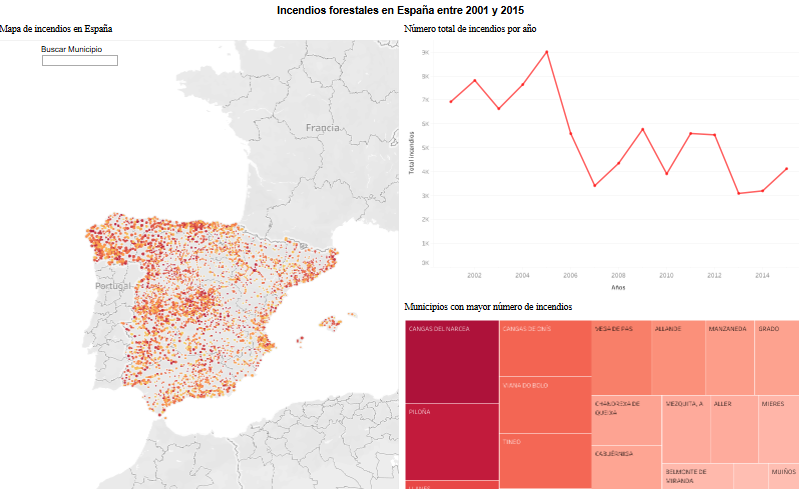 Incendios forestales en España entre 2001 y 2015
Mapa de incendios en España
Buscar Municipio
Francia
Portugal
Número total de incendios por año
9K
8K
7K
6K
5K
4K
3K
2K
1K
0K
Total incendios
2002
2004
2006
2008
2010
2012
2014
Años
Municipios con mayor número de incendios
CANGAS DEL NARCEA
CANGAS DE ONÍS
VEGA DE PAS
ALLANDE
MANZANEDA
GRADO
VIANA DO BOLO
PILOÑA
CHANDREXA DE
QUEIXA
VEZQUITA, A
ALLER
MIERES
TINEO
CABUÉRNIGA
BELMONTE DE
MIRANDA
MUIÑOS
LLANES